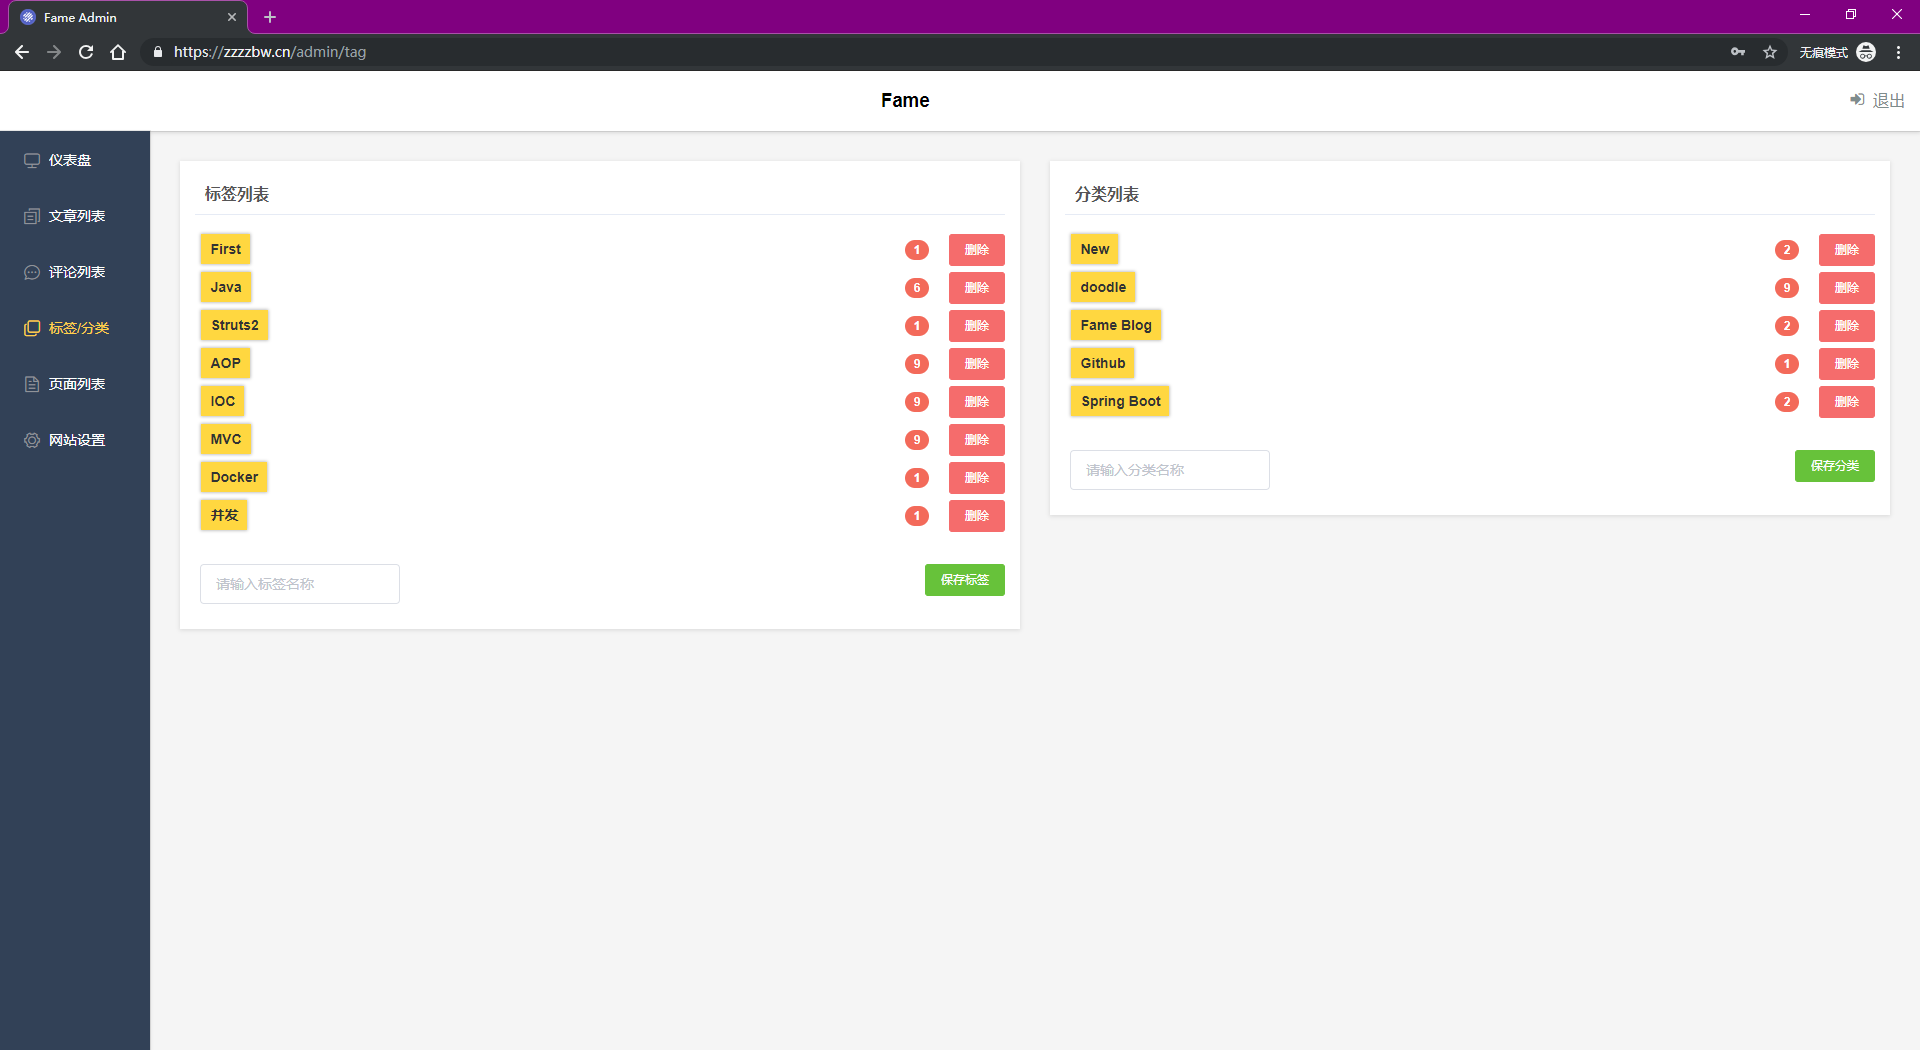 Fame Admin
https://zzzzbw.cn/admin/tag
无痕模式
Fame
退出
仪表盘
文章列表
评论列表
标签/分类
页面列表
网站设置
标签列表
First 1 删除
Java 6 删除
Struts2 1 删除
AOP 9 删除
IOC 9 删除
MVC 9 删除
Docker 1 删除
并发 1 删除
请输入标签名称 保存标签
分类列表
New 2 删除
doodle 9 删除
Fame Blog 2 删除
Github 1 删除
Spring Boot 2 删除
请输入分类名称 保存分类